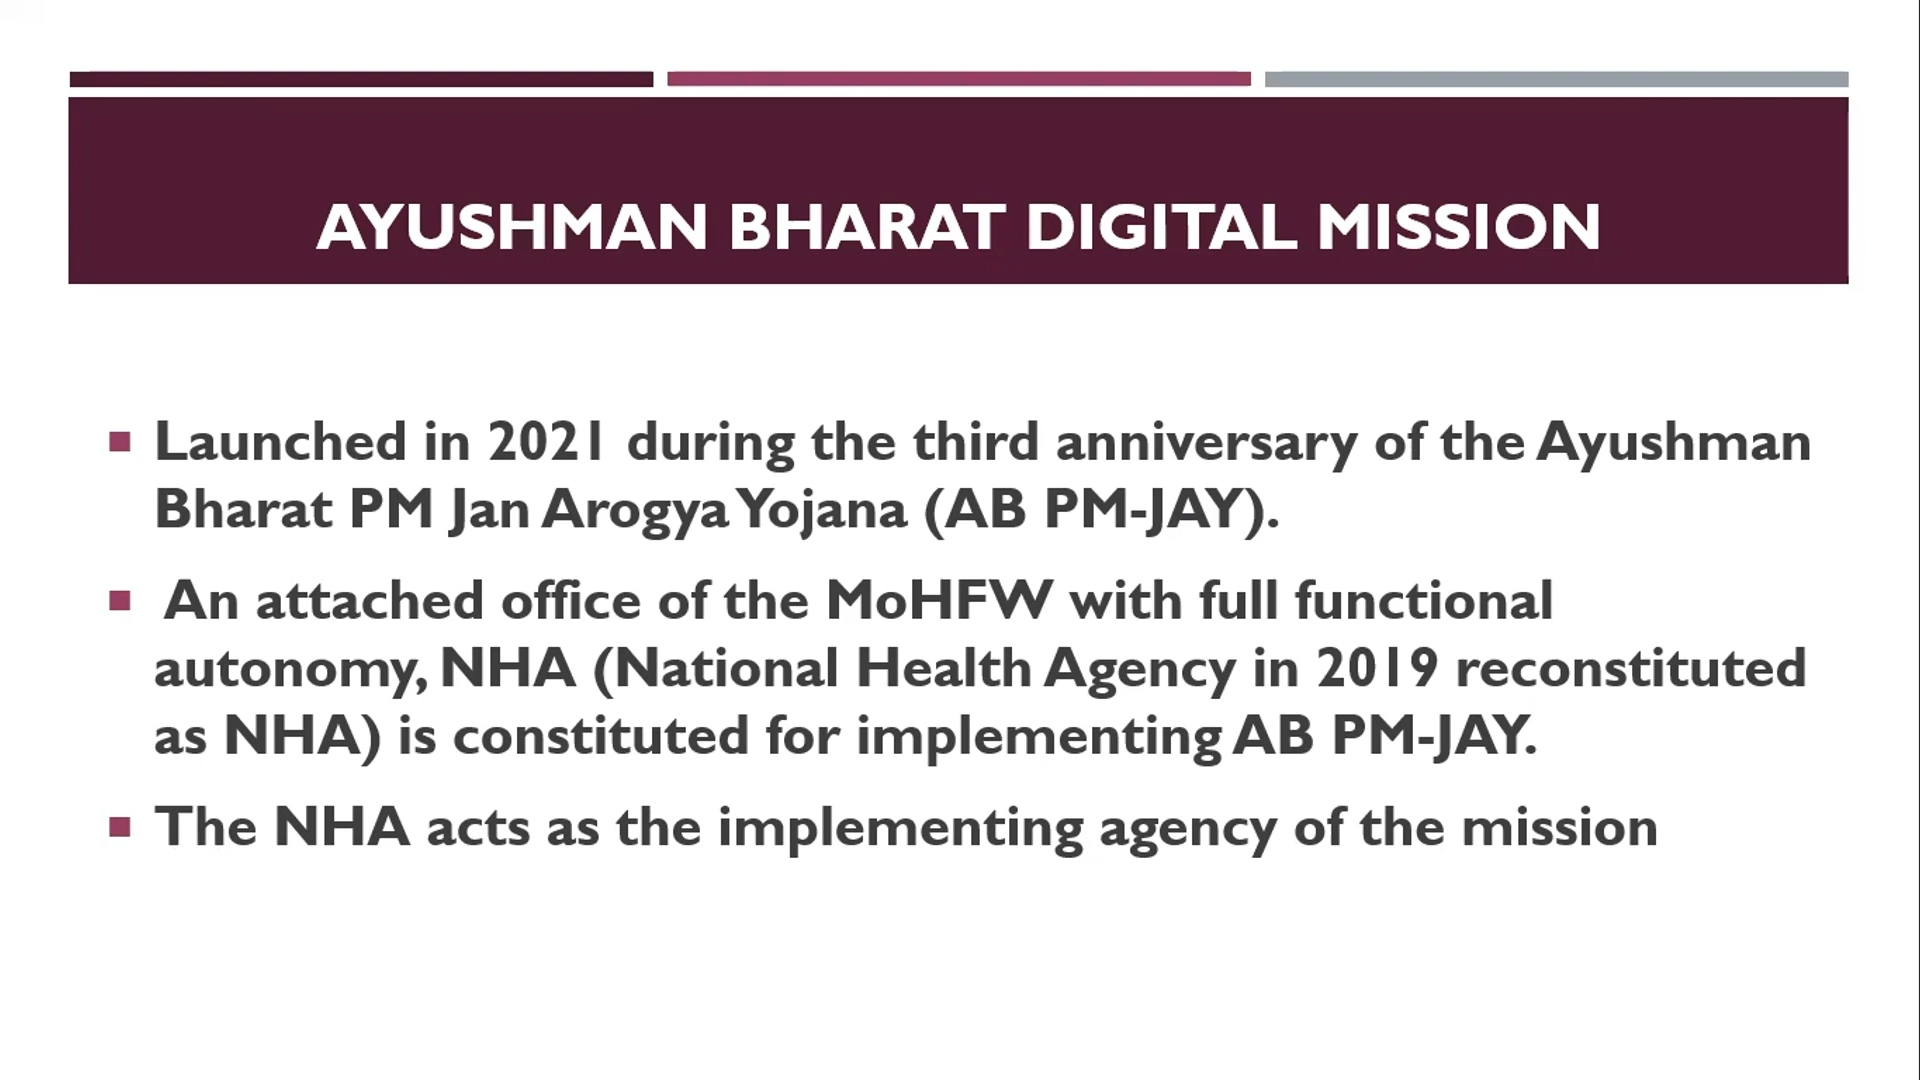 AYUSHMAN BHARAT DIGITAL MISSION
Launched in 2021 during the third anniversary of the Ayushman
Bharat PM Jan Arogya Yojana (AB PM-JAY).
An attached office of the MoHFW with full functional
autonomy, NHA (National Health Agency in 2019 reconstituted
as NHA) is constituted for implementing AB PM-JAY.
The NHA acts as the implementing agency of the mission